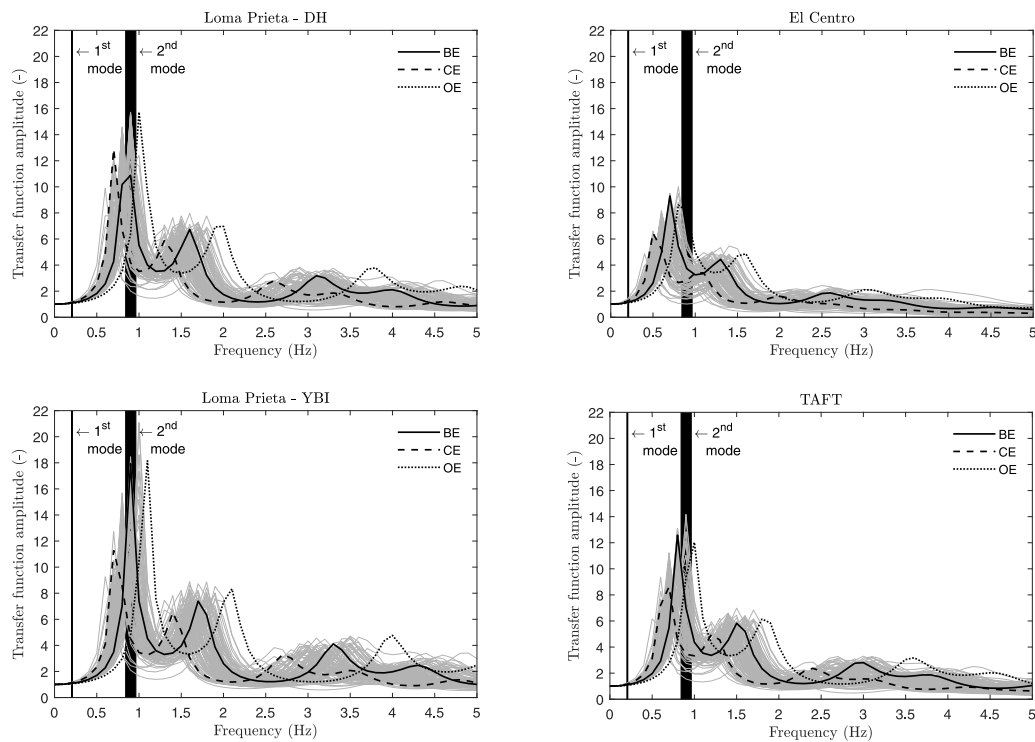 Loma Prieta - DH
22
20
18
16
14
12
10
8
6
4
2
0
Transfer function amplitude (-)
← 1st
mode
← 2nd
mode
BE
CE
OE
0 0.5 1 1.5 2 2.5 3 3.5 4 4.5 5
Frequency (Hz)
El Centro
22
20
18
16
14
12
10
8
6
4
2
0
Transfer function amplitude (-)
← 1st
mode
← 2nd
mode
BE
CE
OE
0 0.5 1 1.5 2 2.5 3 3.5 4 4.5 5
Frequency (Hz)
Loma Prieta - YBI
22
20
18
16
14
12
10
8
6
4
2
0
Transfer function amplitude (-)
← 1st
mode
← 2nd
mode
BE
CE
OE
0 0.5 1 1.5 2 2.5 3 3.5 4 4.5 5
Frequency (Hz)
TAFT
22
20
18
16
14
12
10
8
6
4
2
0
Transfer function amplitude (-)
← 1st
mode
← 2nd
mode
BE
CE
OE
0 0.5 1 1.5 2 2.5 3 3.5 4 4.5 5
Frequency (Hz)